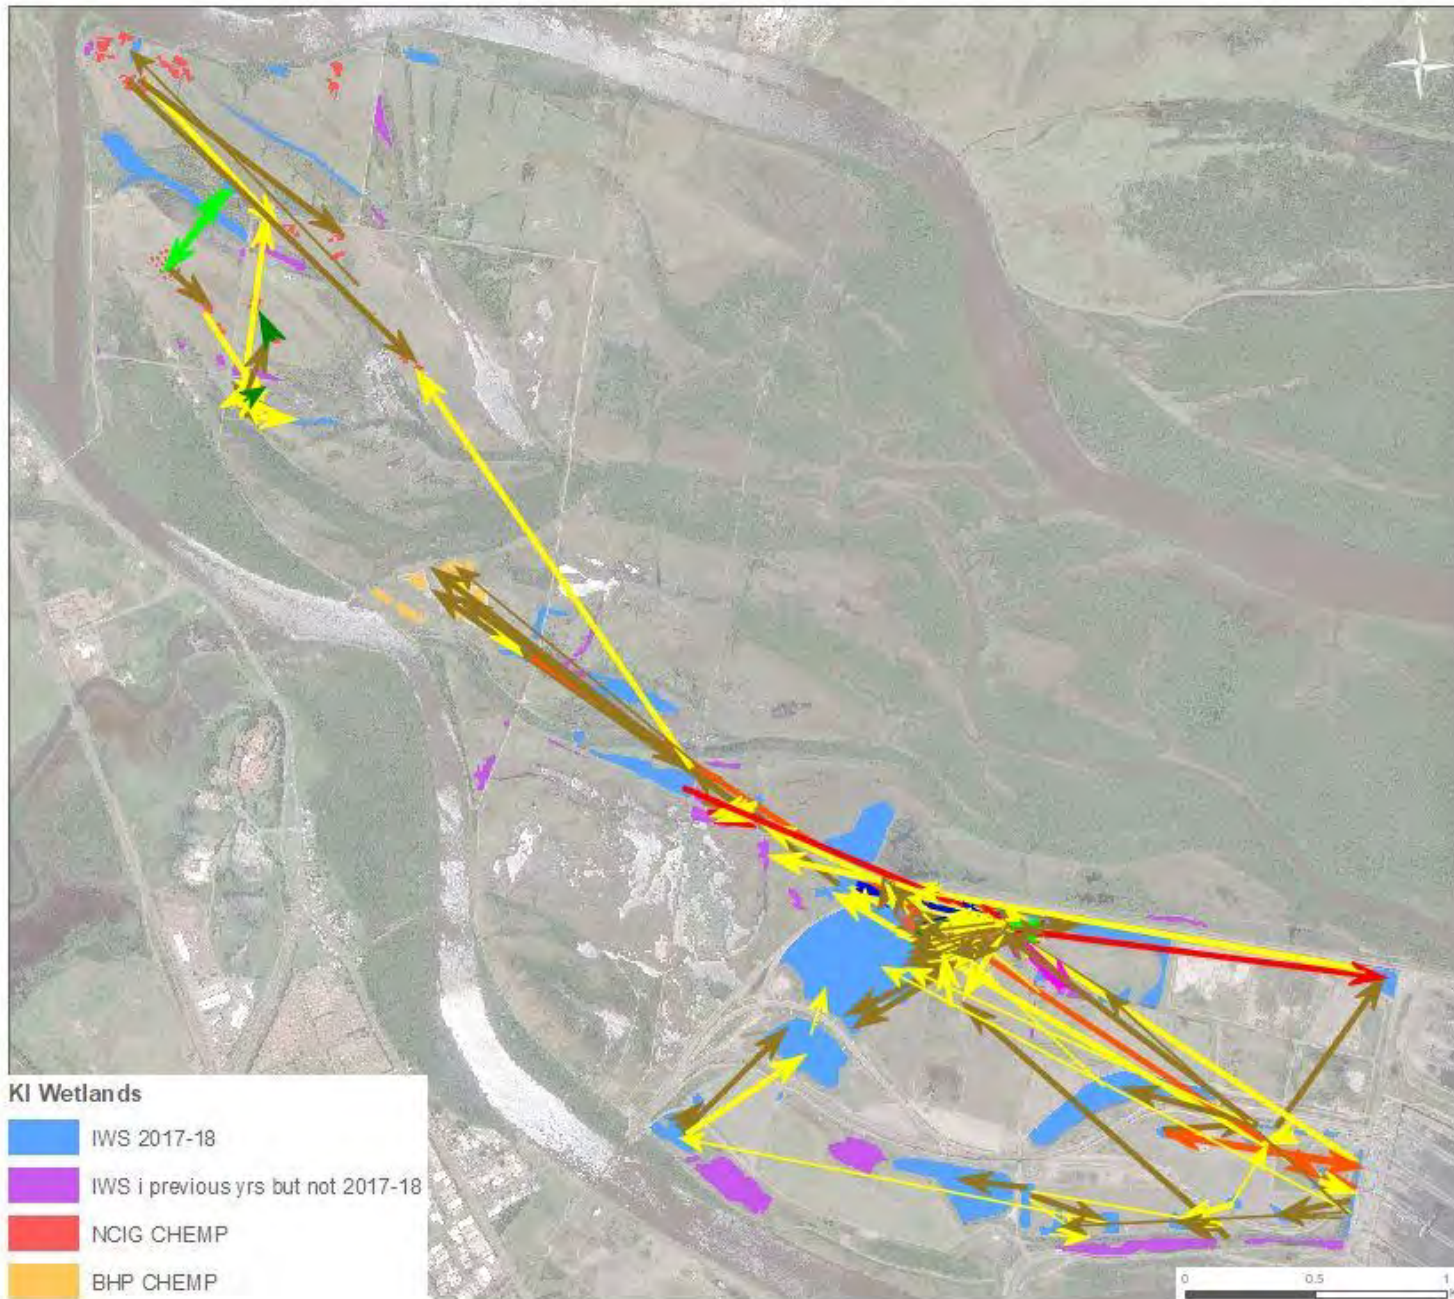 N
KI Wetlands
IWS 2017-18
IWS i previous yrs but not 2017-18
NCIG CHEMP
BHP CHEMP
0 0.5 1